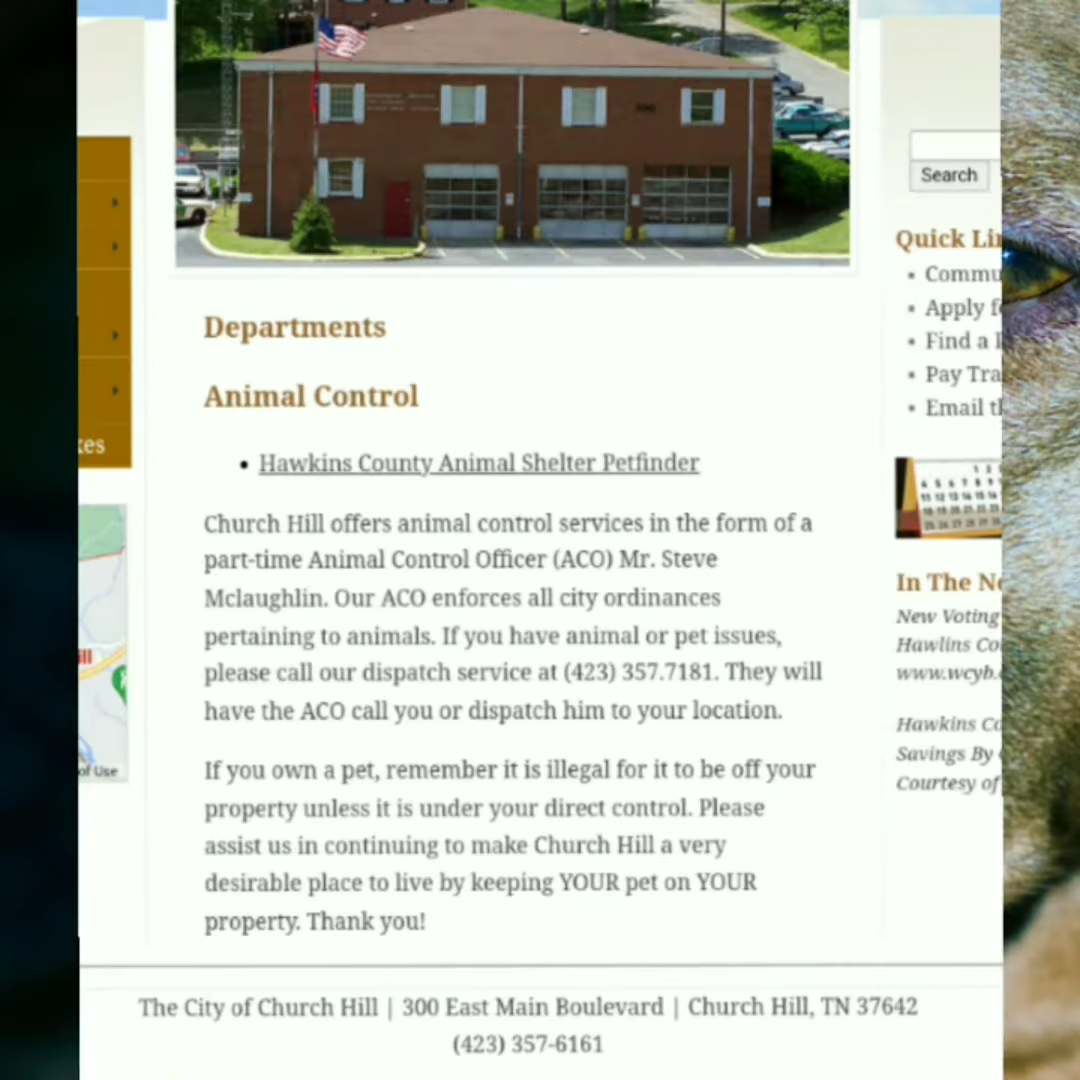 Search
Quick
Commu
Apply
Find a
Pay Tra
Email
Departments
Animal Control
Hawkins County Animal Shelter Petfinder
Church Hill offers animal control services in the form of a
part-time Animal Control Officer (ACO) Mr. Steve
Mclaughlin. Our ACO enforces all city ordinances
pertaining to animals. If you have animal or pet issues,
please call our dispatch service at (423) 357.7181. They will
have the ACO call you or dispatch him to your location.
If you own a pet, remember it is illegal for it to be off your
property unless it is under your direct control. Please
assist us in continuing to make Church Hill a very
desirable place to live by keeping YOUR pet on YOUR
property. Thank you!
of Use
In The
New Voting
Hawlins Co
www.wcyb.
Hawkins Co
Savings By
Courtesy of
The City of Church Hill | 300 East Main Boulevard | Church Hill, TN 37642
(423) 357-6161